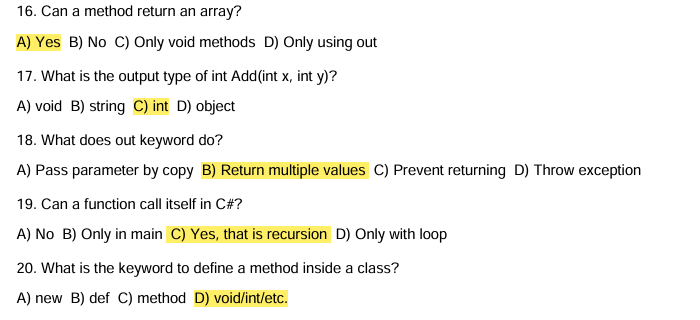 16. Can a method return an array?
A) Yes B) No C) Only void methods D) Only using out
17. What is the output type of int Add(int x, int y)?
A) void B) string C) int D) object
18. What does out keyword do?
A) Pass parameter by copy B) Return multiple values C) Prevent returning D) Throw exception
19. Can a function call itself in C#?
A) No B) Only in main C) Yes, that is recursion D) Only with loop
20. What is the keyword to define a method inside a class?
A) new B) def C) method D) void/int/etc.